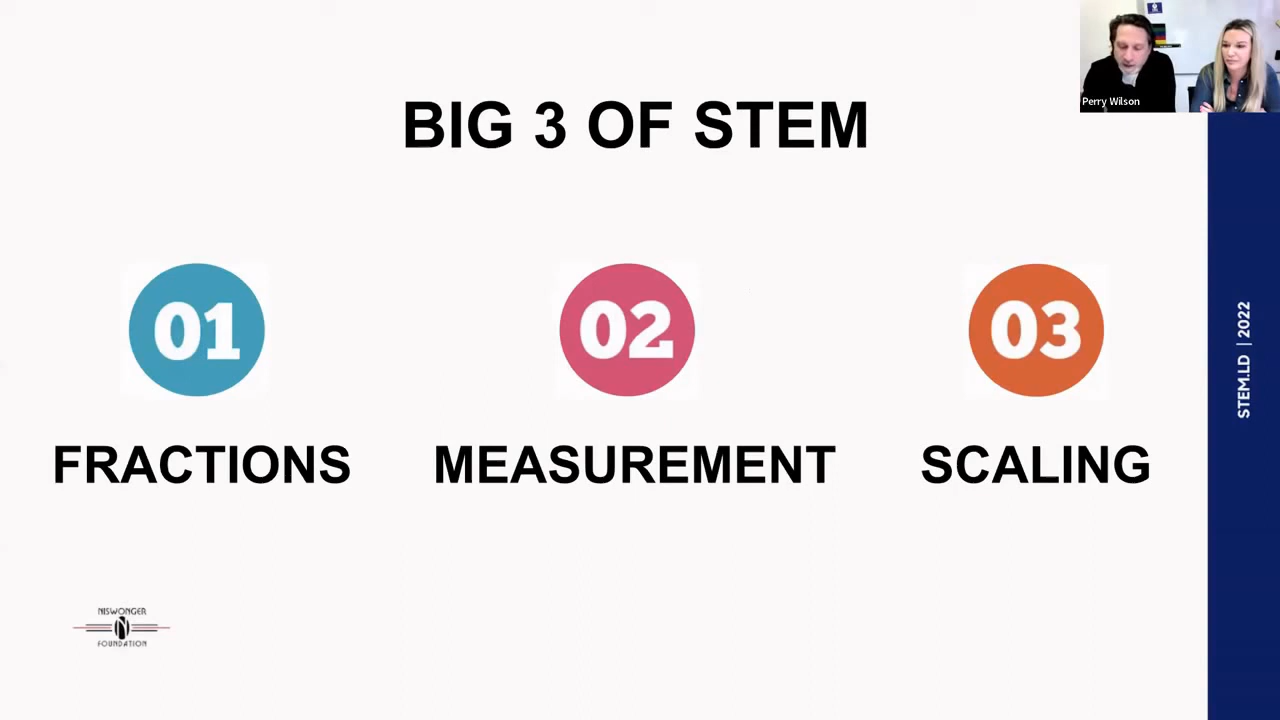 Perry Wilson
BIG 3 OF STEM
01
02
03
FRACTIONS
MEASUREMENT
SCALING
STEM.LD | 2022
NISWONGER
N
FOUNDATION